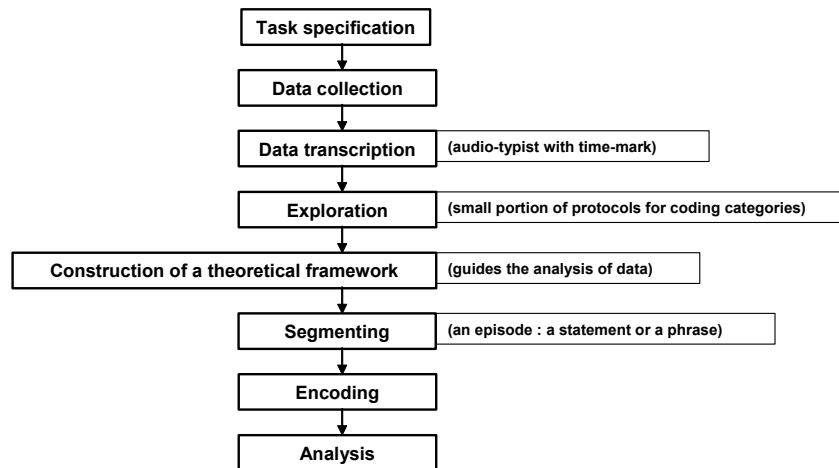 Task specification
Data collection
Data transcription
(audio-typist with time-mark)
Exploration
(small portion of protocols for coding categories)
Construction of a theoretical framework
(guides the analysis of data)
Segmenting
(an episode : a statement or a phrase)
Encoding
Analysis